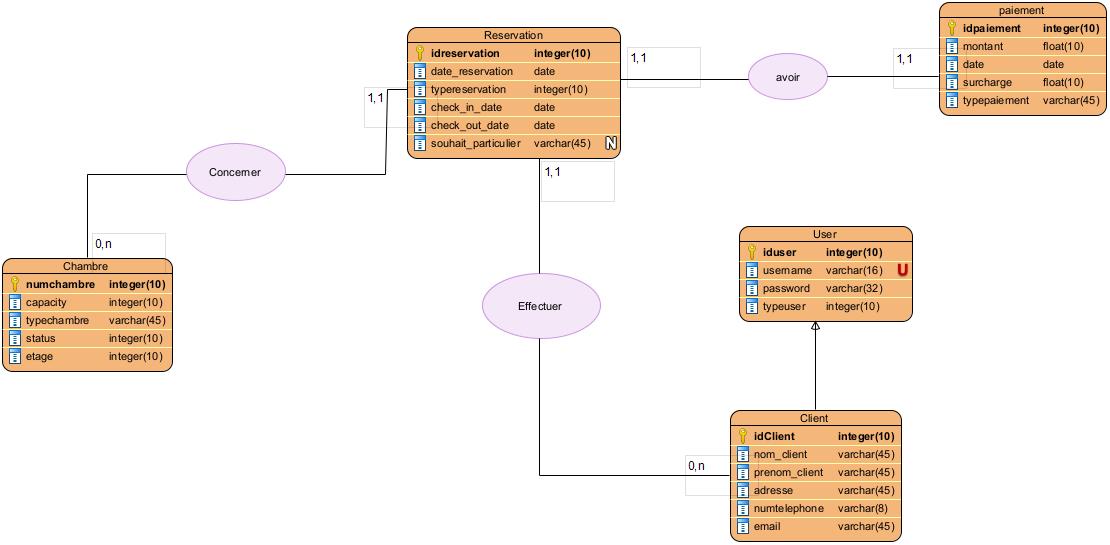 Reservation
idreservation integer(10)
date_reservation date
typereservation integer(10)
check_in_date date
check_out_date date
souhait_particulier varchar(45) N
1,1
avoir
1,1
paiement
idpaiement integer(10)
montant float(10)
date date
surcharge float(10)
typepaiement varchar(45)
1,1
Concerner
0,n
Chambre
numchambre integer(10)
capacity integer(10)
typechambre varchar(45)
status integer(10)
etage integer(10)
1,1
Effectuer
0,n
User
iduser integer(10)
username varchar(16) U
password varchar(32)
typeuser integer(10)
Client
idClient integer(10)
nom_client varchar(45)
prenom_client varchar(45)
adresse varchar(45)
numtelephone varchar(8)
email varchar(45)